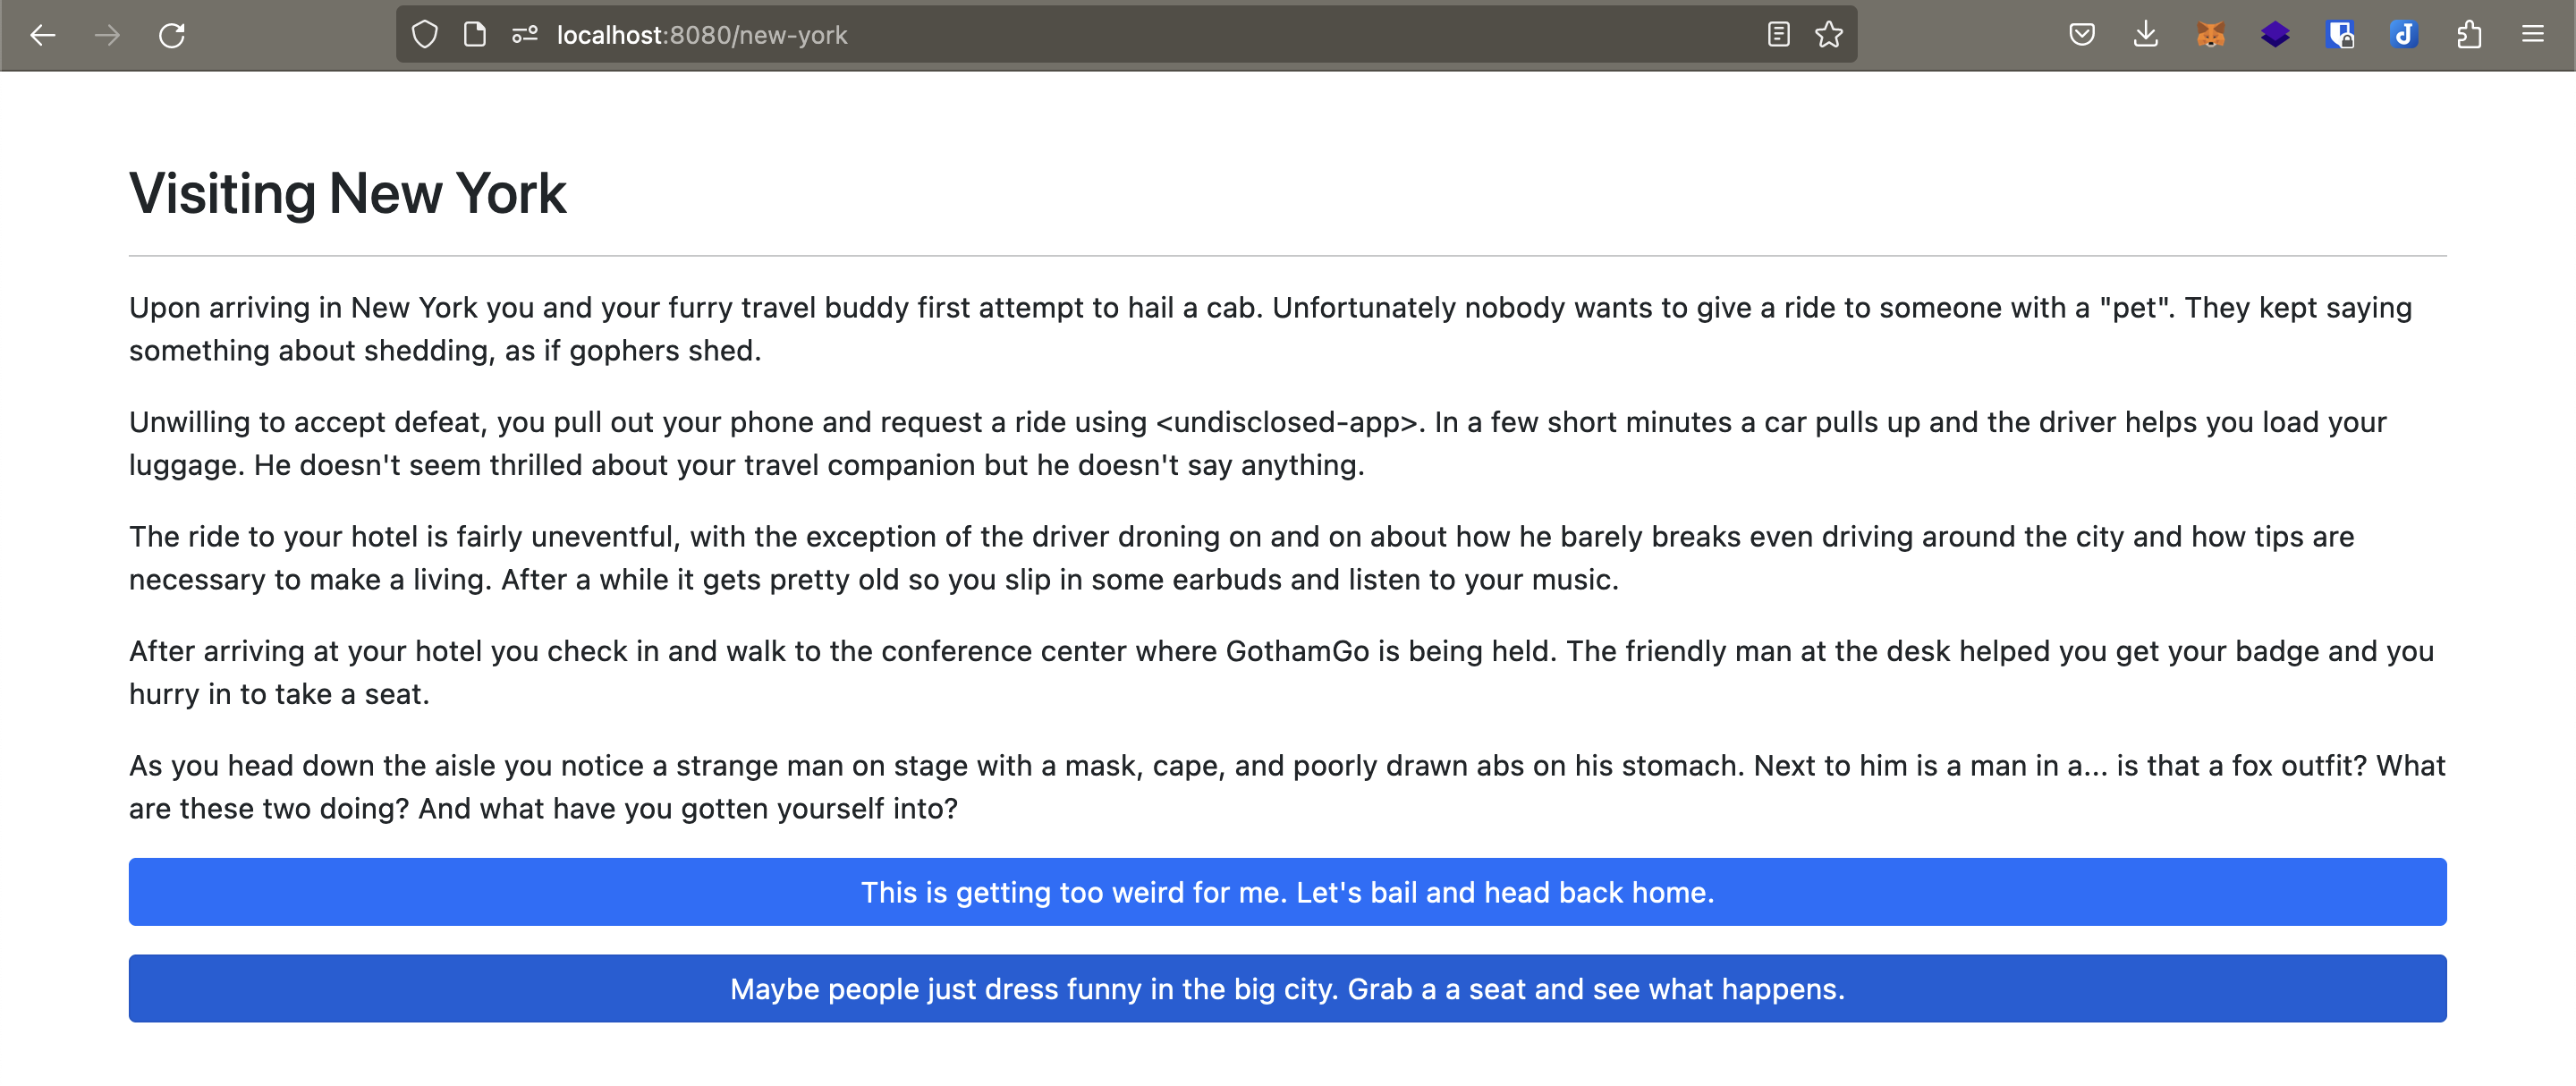 localhost:8080/new-york
Visiting New York
Upon arriving in New York you and your furry travel buddy first attempt to hail a cab. Unfortunately nobody wants to give a ride to someone with a "pet". They kept saying
something about shedding, as if gophers shed.
Unwilling to accept defeat, you pull out your phone and request a ride using <undisclosed-app>. In a few short minutes a car pulls up and the driver helps you load your
luggage. He doesn't seem thrilled about your travel companion but he doesn't say anything.
The ride to your hotel is fairly uneventful, with the exception of the driver droning on and on about how he barely breaks even driving around the city and how tips are
necessary to make a living. After a while it gets pretty old so you slip in some earbuds and listen to your music.
After arriving at your hotel you check in and walk to the conference center where GothamGo is being held. The friendly man at the desk helped you get your badge and you
hurry in to take a seat.
As you head down the aisle you notice a strange man on stage with a mask, cape, and poorly drawn abs on his stomach. Next to him is a man in a... is that a fox outfit? What
are these two doing? And what have you gotten yourself into?
This is getting too weird for me. Let's bail and head back home.
Maybe people just dress funny in the big city. Grab a a seat and see what happens.